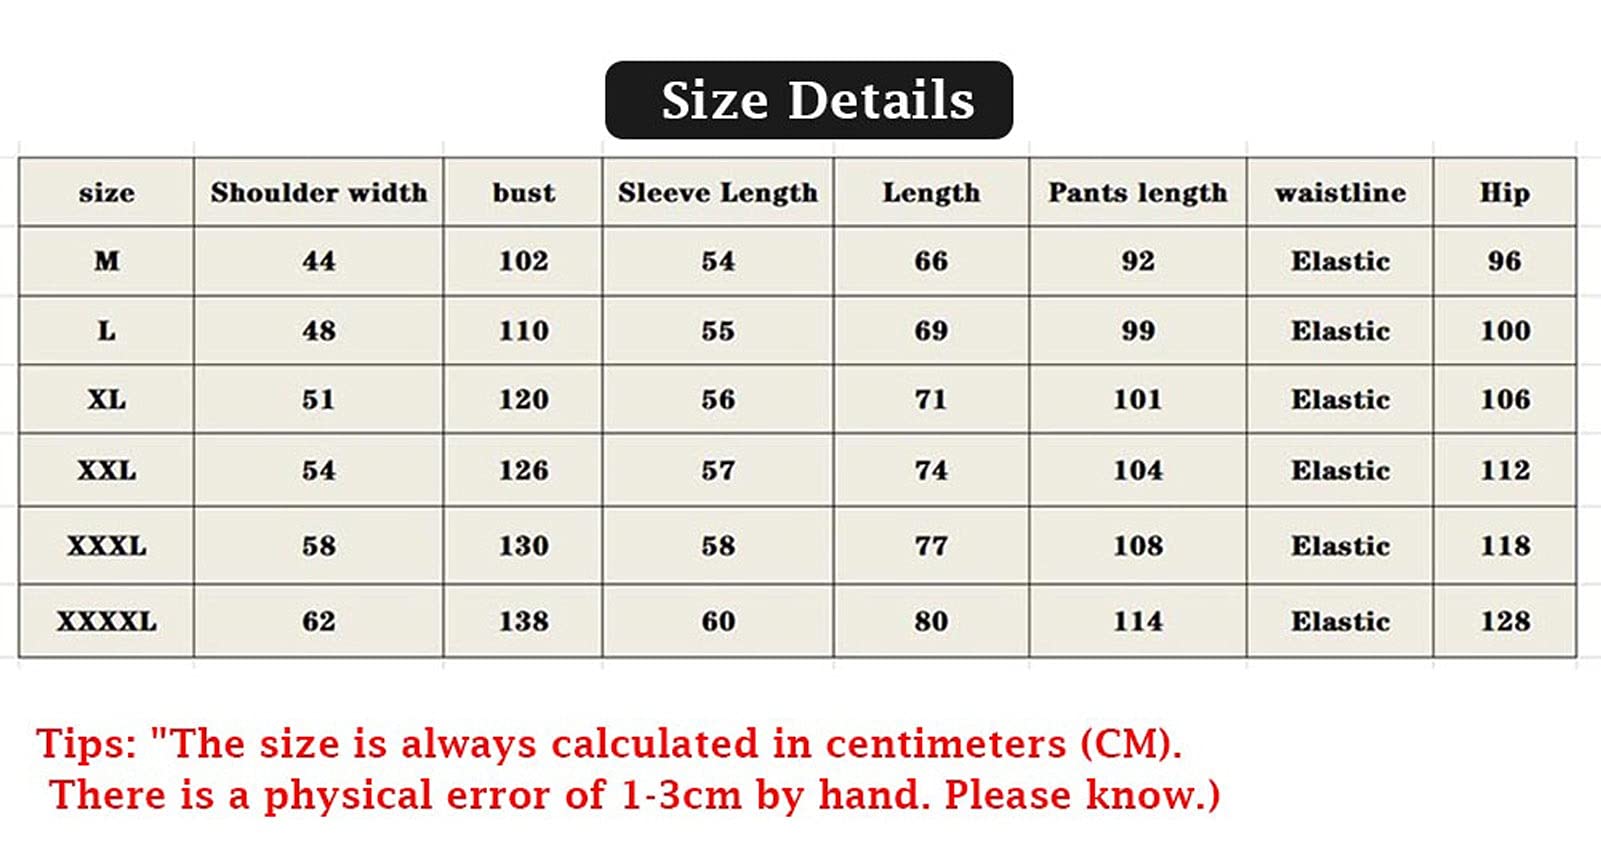 Size Details
size Shoulder width bust Sleeve Length Length Pants length waistline Hip
M 44 102 54 66 92 Elastic 96
L 48 110 55 69 99 Elastic 100
XL 51 120 56 71 101 Elastic 106
XXL 54 126 57 74 104 Elastic 112
XXXL 58 130 58 77 108 Elastic 118
XXXXL 62 138 60 80 114 Elastic 128
Tips: "The size is always calculated in centimeters (CM).
There is a physical error of 1-3cm by hand. Please know.)